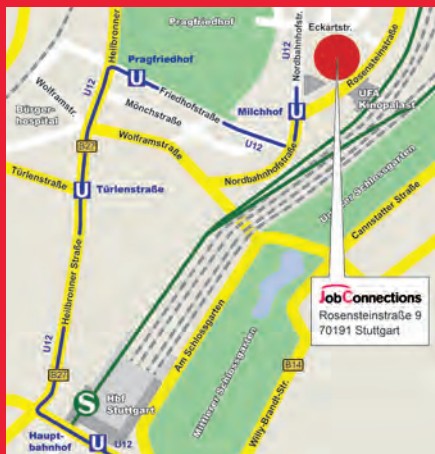 Pragfriedhof
Eckartstr.
Heilbronner
U12
Nordbahnhofstr.
Rosensteinstr.
Pragfriedhof
U
Wolframstr.
U12
Friedhofstraße
Milchhof
U
UFA
Kinopalast
Bürger-
hospital
Mönchstraße
U12
B27
Wolframstraße
Nordbahnhofstraße
Türlenstraße
U
Türlenstraße
Unterer Schlossgarten
Cannstatter Straße
Heilbronner Straße
JobConnections
Rosensteinstraße 9
70191 Stuttgart
Am Schlossgarten
U12
B14
B27
Mittlerer Schlossgarten
S
Hbf
Stuttgart
Willy-Brandt-Str.
Haupt-
bahnhof
U
U12